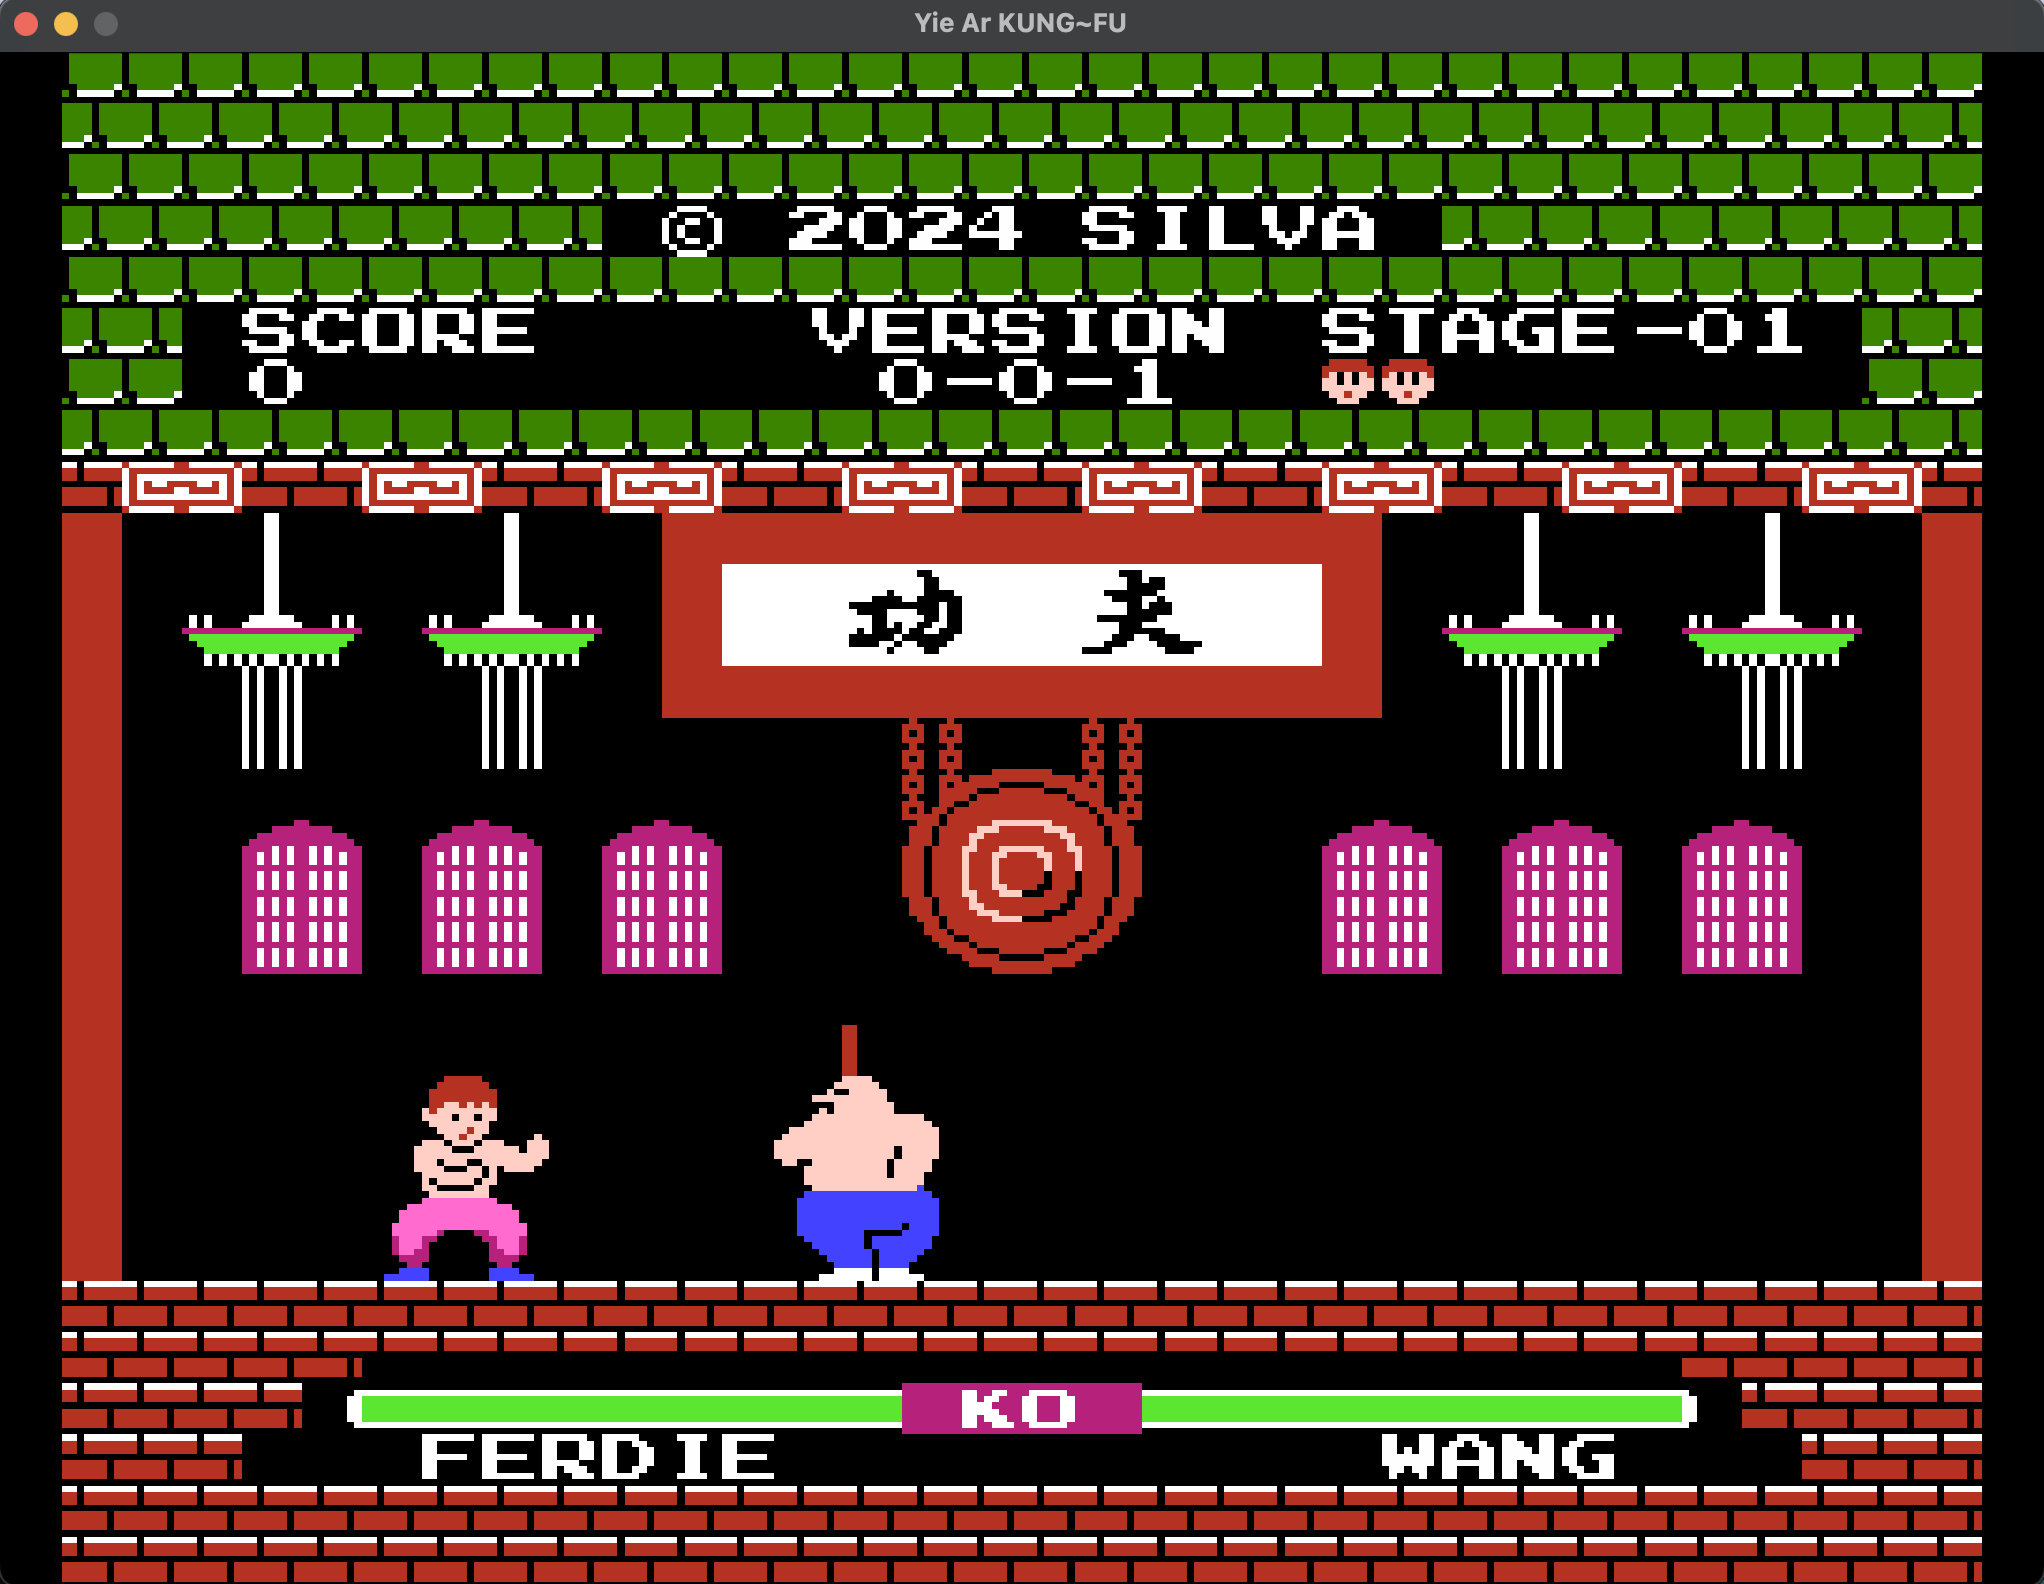 Yie Ar KUNG~FU
© 2024 SILVA
SCORE VERSION STAGE-01
0 0-0-1
功 夫
KO
FERDIE WANG